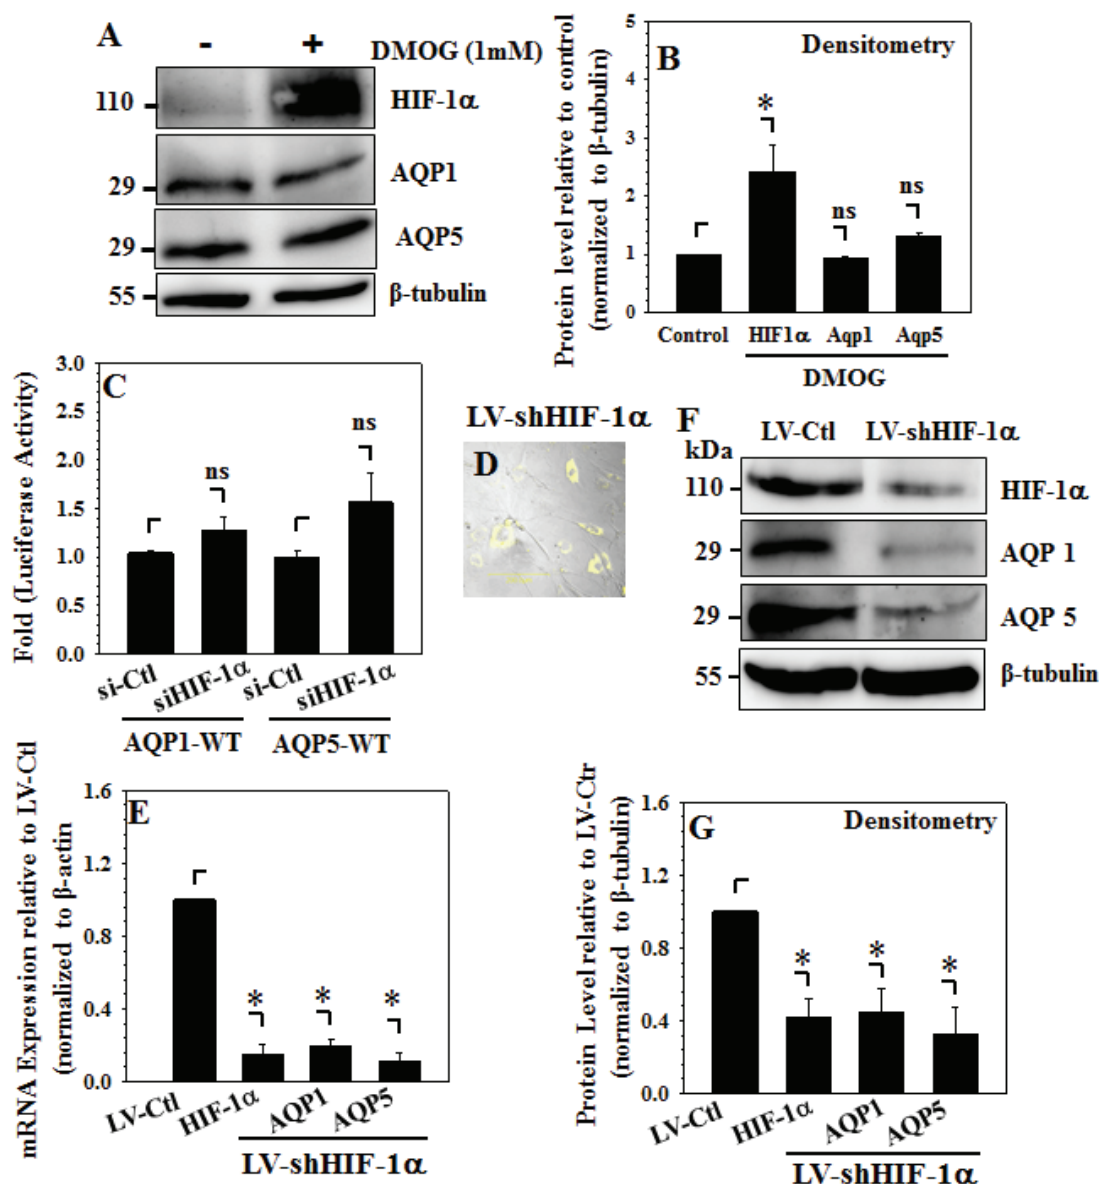 A
- + DMOG (1mM)
110 HIF-1α
29 AQP1
29 AQP5
55 β-tubulin
B
Densitometry
Protein level relative to control
(normalized to β-tubulin)
5
4
3
2
1
0
*
ns
ns
Control HIF1α Aqp1 Aqp5
DMOG
C
Fold (Luciferase Activity)
3.0
2.5
2.0
1.5
1.0
0.5
0.0
ns
ns
si-Ctl siHIF-1α si-Ctl siHIF-1α
AQP1-WT AQP5-WT
LV-shHIF-1α
D
F
LV-Ctl LV-shHIF-1α
kDa
110 HIF-1α
29 AQP 1
29 AQP 5
55 β-tubulin
E
mRNA Expression relative to LV-Ctl
(normalized to β-actin
1.6
1.2
0.8
0.4
0.0
* * *
LV-Ctl HIF-1α AQP1 AQP5
LV-shHIF-1α
G
Densitometry
Protein Level relative to LV-Ctr
(normalized to β-tubulin)
1.6
1.2
0.8
0.4
0.0
* * *
LV-Ctl HIF-1α AQP1 AQP5
LV-shHIF-1α